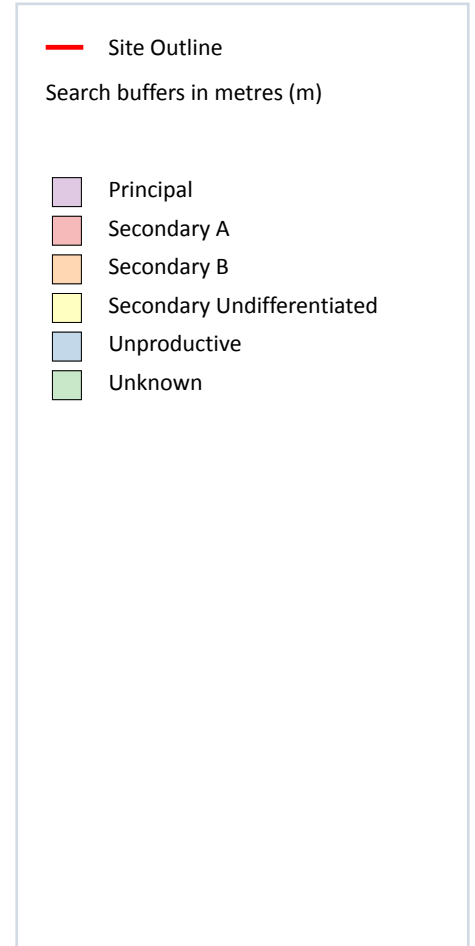 Site Outline
Search buffers in metres (m)
Principal
Secondary A
Secondary B
Secondary Undifferentiated
Unproductive
Unknown